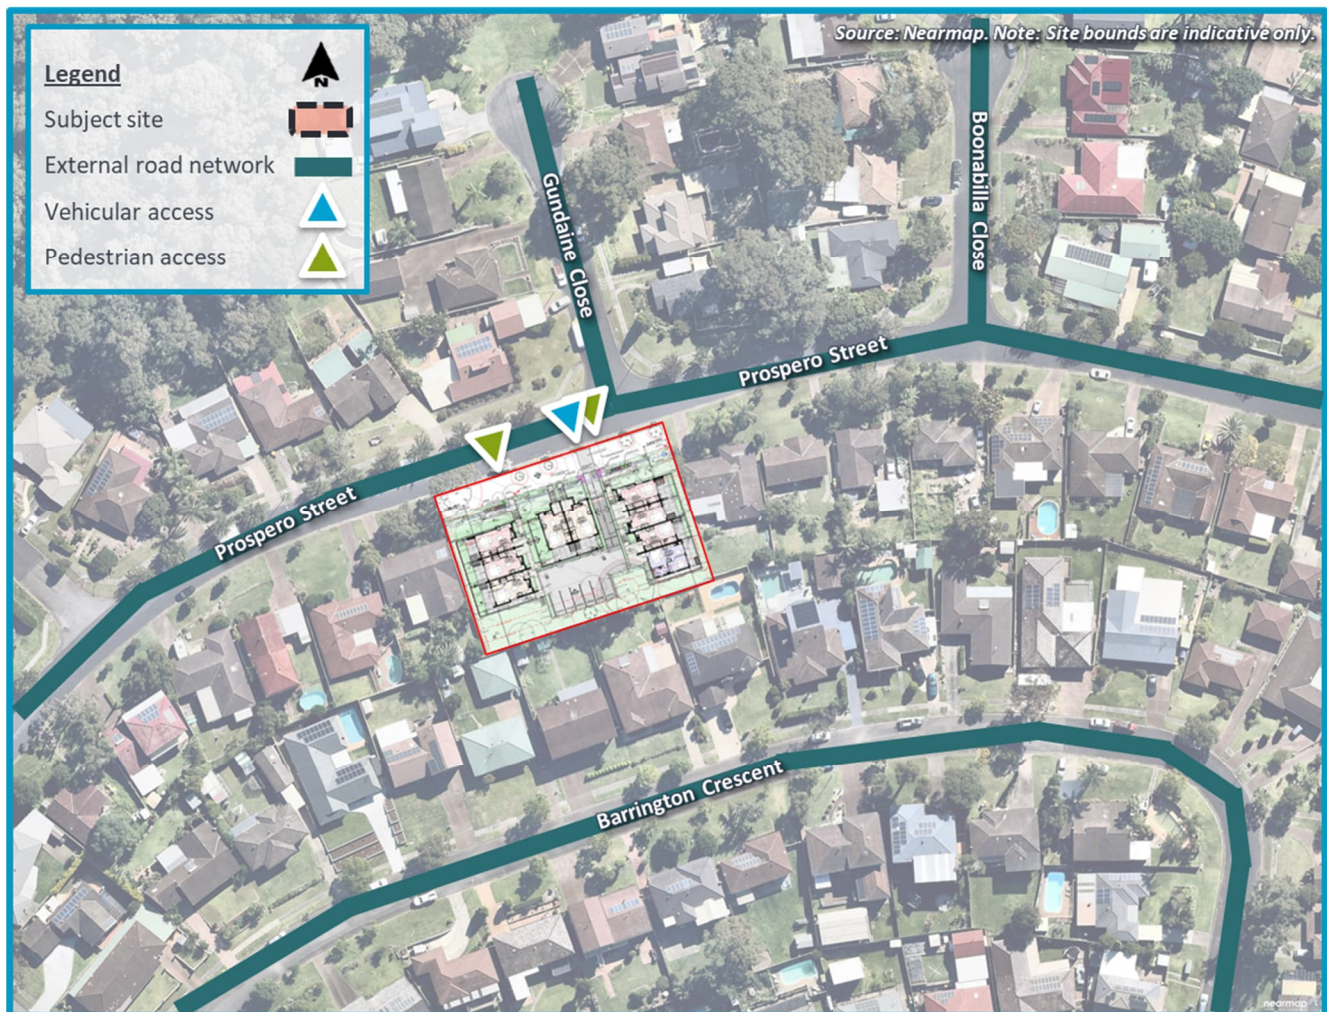 Source: Nearmap. Note: Site bounds are indicative only.
Legend
N
Subject site
External road network
Vehicular access
Pedestrian access
Gundaine Close
Boonabilla Close
Prospero Street
Prospero Street
Barrington Crescent
nearmap